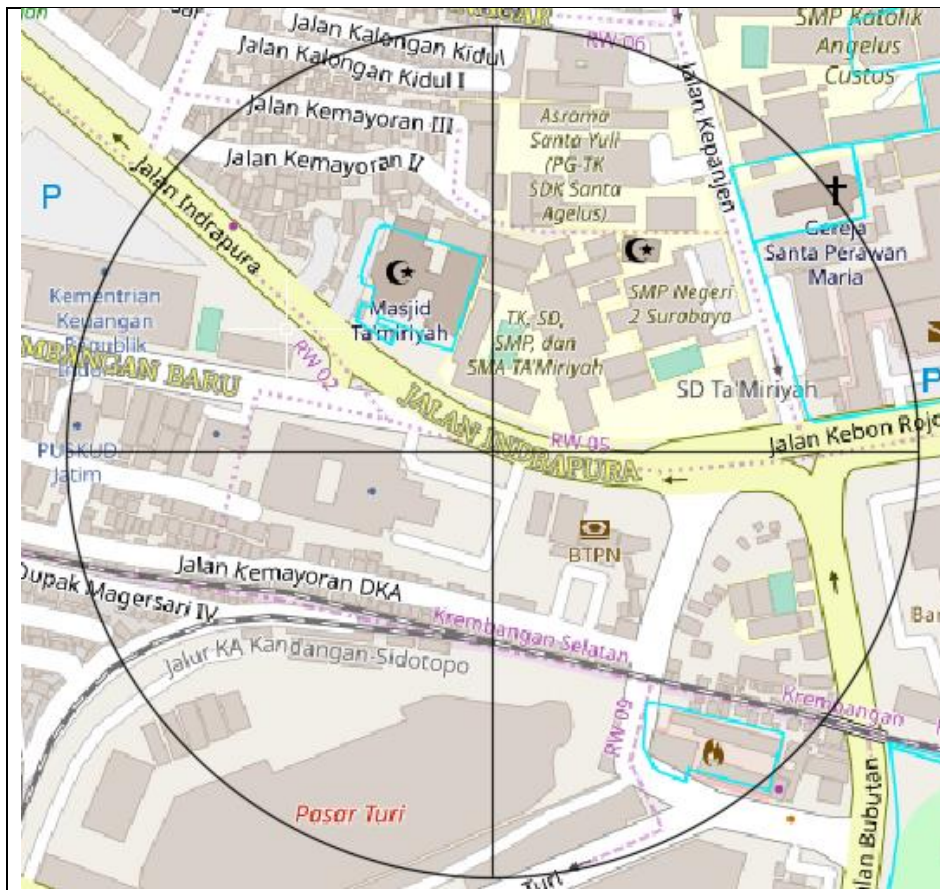 Jalan Kalongan Kidul
Jalan Kalongan Kidul I
RW 06
SMP Katolik
Angelus
Custos
Jalan Kemayoran III
Jalan Kemayoran IV
Asrama
Santa Yuli
(PG-TK
SDK Santa
Agelus)
Jalan Kepanjen
Jalan Indrapura
P
Gereja
Santa Perawan
Maria
Kementrian
Keuangan
Republik
Masjid
Ta'miriyah
TK, SD,
SMP, dan
SMA TA'Miriyah
SMP Negeri
2 Surabaya
RW 02
MBANGAN BARU
SD Ta'Miriyah
P
JALAN INDRAPURA
RW 05
Jalan Kebon Rojo
PUSKUD
Jatim
BTPN
Jalan Kemayoran DKA
Dupak Magersari IV
Krembangan Selatan
Jalur KA Kandangan-Sidotopo
Krembangan
Ban
RW 09
Pasar Turi
Turi
Jalan Bubutan